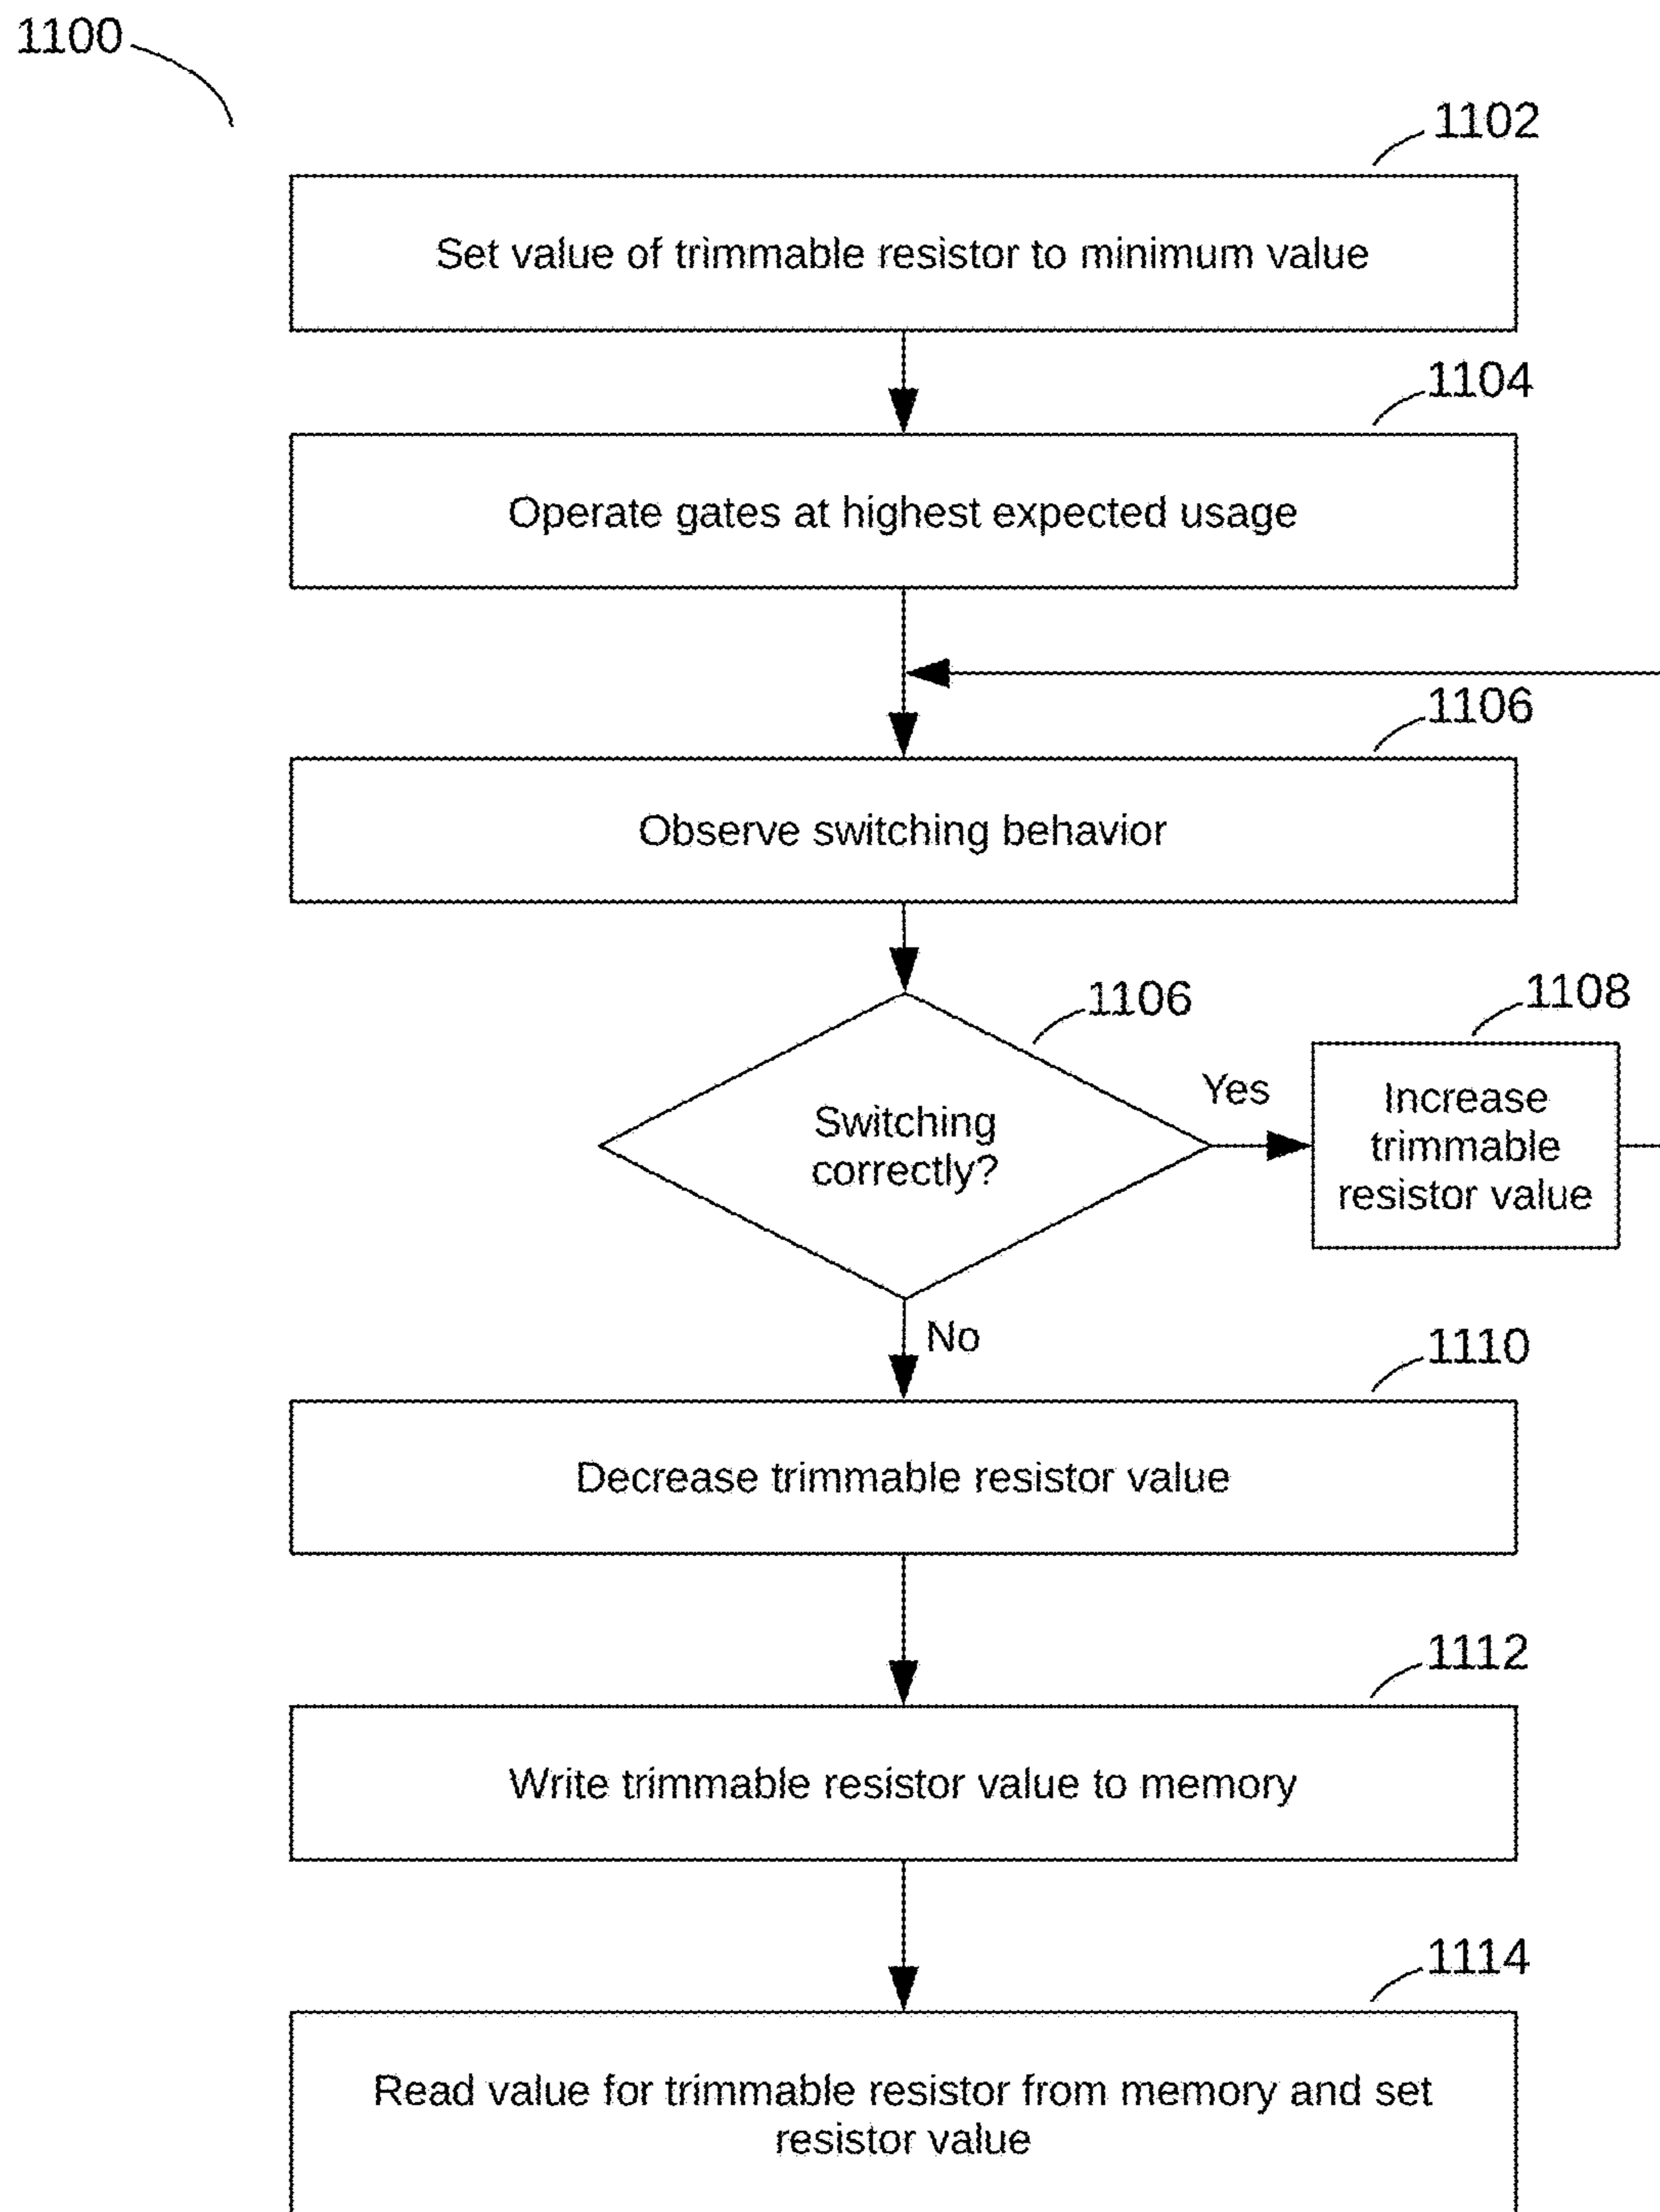 1100
1102
Set value of trimmable resistor to minimum value
1104
Operate gates at highest expected usage
1106
Observe switching behavior
1106
1108
Switching
correctly?
Yes
Increase
trimmable
resistor value
No
1110
Decrease trimmable resistor value
1112
Write trimmable resistor value to memory
1114
Read value for trimmable resistor from memory and set
resistor value